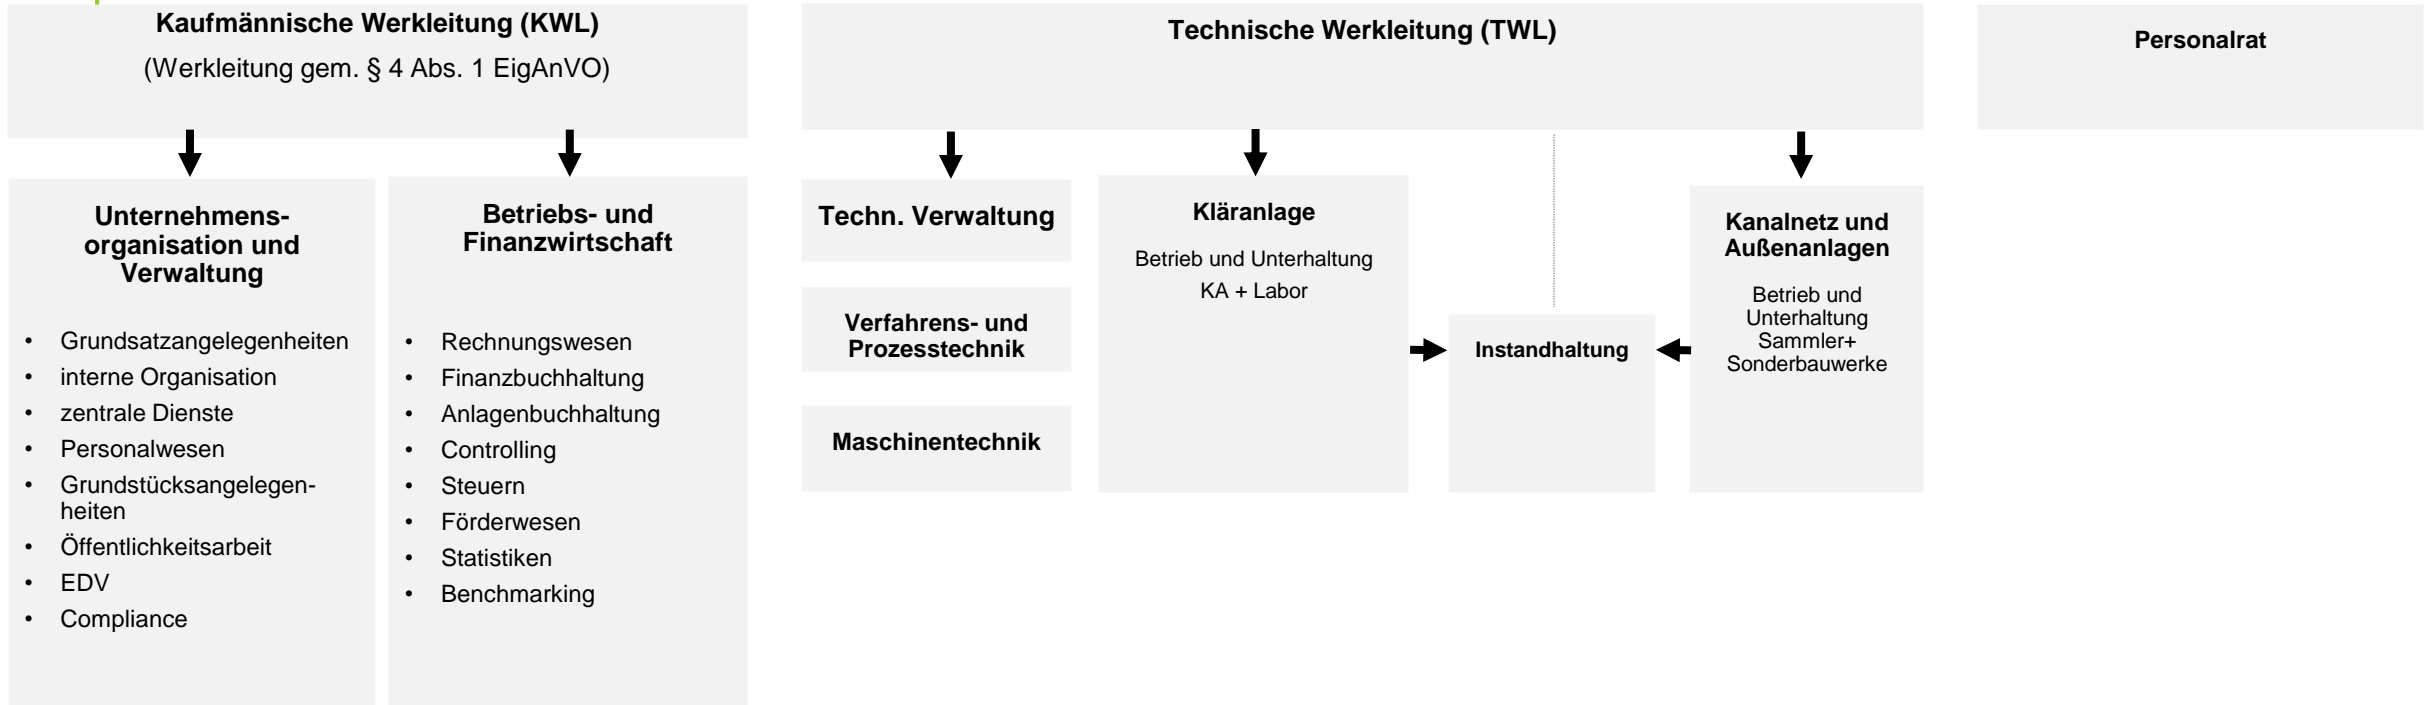 Kaufmännische Werkleitung (KWL)
(Werkleitung gem. § 4 Abs. 1 EigAnVO)
Technische Werkleitung (TWL)
Personalrat
Unternehmens-
organisation und
Verwaltung
• Grundsatzangelegenheiten
• interne Organisation
• zentrale Dienste
• Personalwesen
• Grundstücksangelegen-
heiten
• Öffentlichkeitsarbeit
• EDV
• Compliance
Betriebs- und
Finanzwirtschaft
• Rechnungswesen
• Finanzbuchhaltung
• Anlagenbuchhaltung
• Controlling
• Steuern
• Förderwesen
• Statistiken
• Benchmarking
Techn. Verwaltung
Verfahrens- und
Prozesstechnik
Maschinentechnik
Kläranlage
Betrieb und Unterhaltung
KA + Labor
Instandhaltung
Kanalnetz und
Außenanlagen
Betrieb und
Unterhaltung
Sammler+
Sonderbauwerke